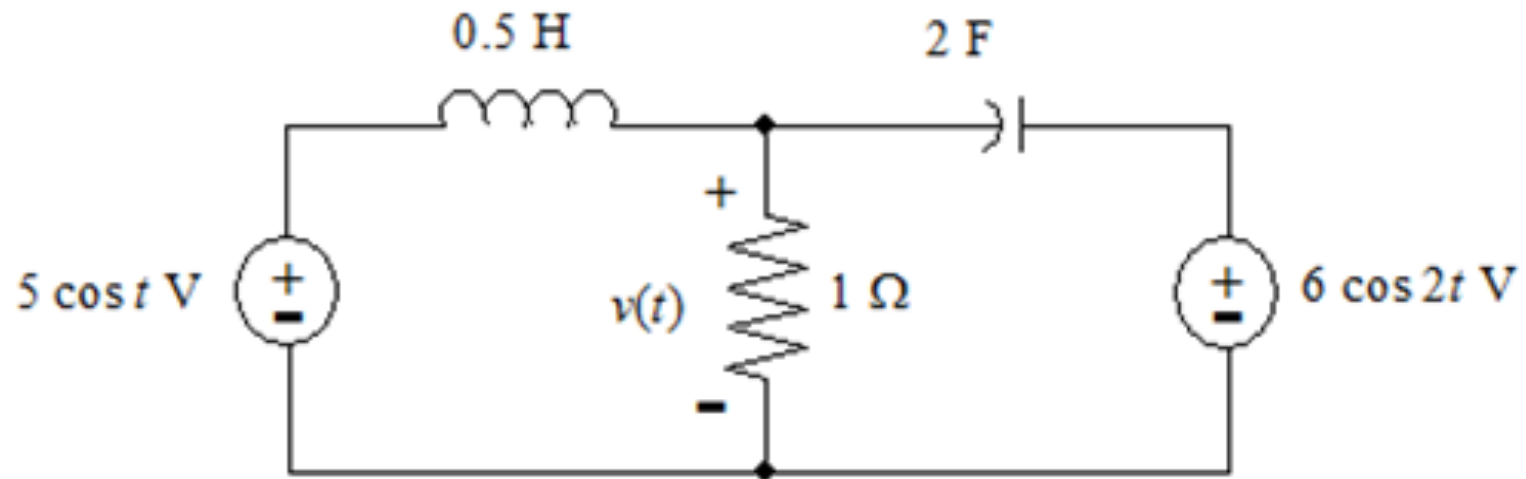 0.5 H
2 F
+
5 cos t V
+
-
v(t)
1 Ω
+
-
6 cos 2t V
-